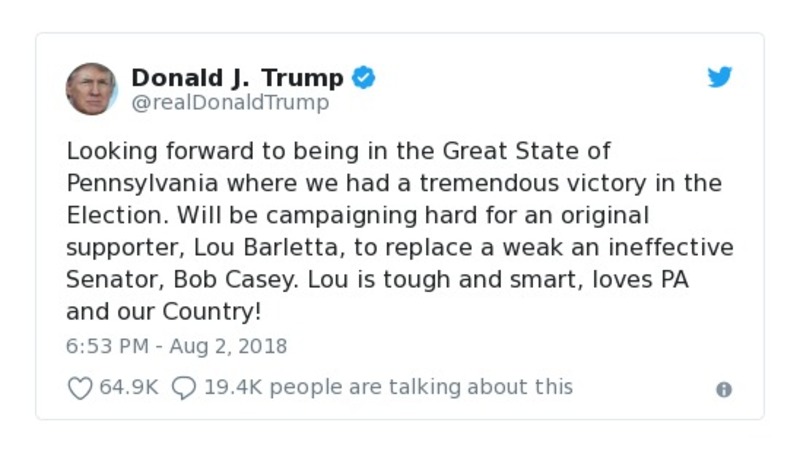 Donald J. Trump
@realDonaldTrump
Looking forward to being in the Great State of
Pennsylvania where we had a tremendous victory in the
Election. Will be campaigning hard for an original
supporter, Lou Barletta, to replace a weak an ineffective
Senator, Bob Casey. Lou is tough and smart, loves PA
and our Country!
6:53 PM - Aug 2, 2018
64.9K 19.4K people are talking about this